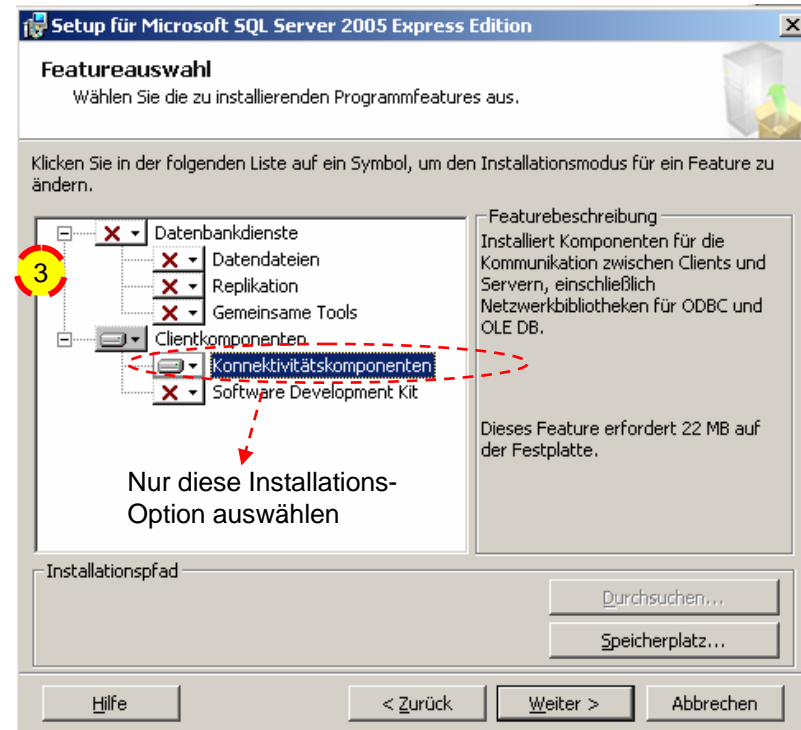 Setup für Microsoft SQL Server 2005 Express Edition
Featureauswahl
Wählen Sie die zu installierenden Programmfeatures aus.
Klicken Sie in der folgenden Liste auf ein Symbol, um den Installationsmodus für ein Feature zu
ändern.
Datenbankdienste
3
Datendateien
Replikation
Gemeinsame Tools
Clientkomponenten
Konnektivitätskomponenten
Software Development Kit
Nur diese Installations-
Option auswählen
Featurebeschreibung
Installiert Komponenten für die
Kommunikation zwischen Clients und
Servern, einschließlich
Netzwerkbibliotheken für ODBC und
OLE DB.
Dieses Feature erfordert 22 MB auf
der Festplatte.
Installationspfad
Durchsuchen...
Speicherplatz...
Hilfe
< Zurück
Weiter >
Abbrechen